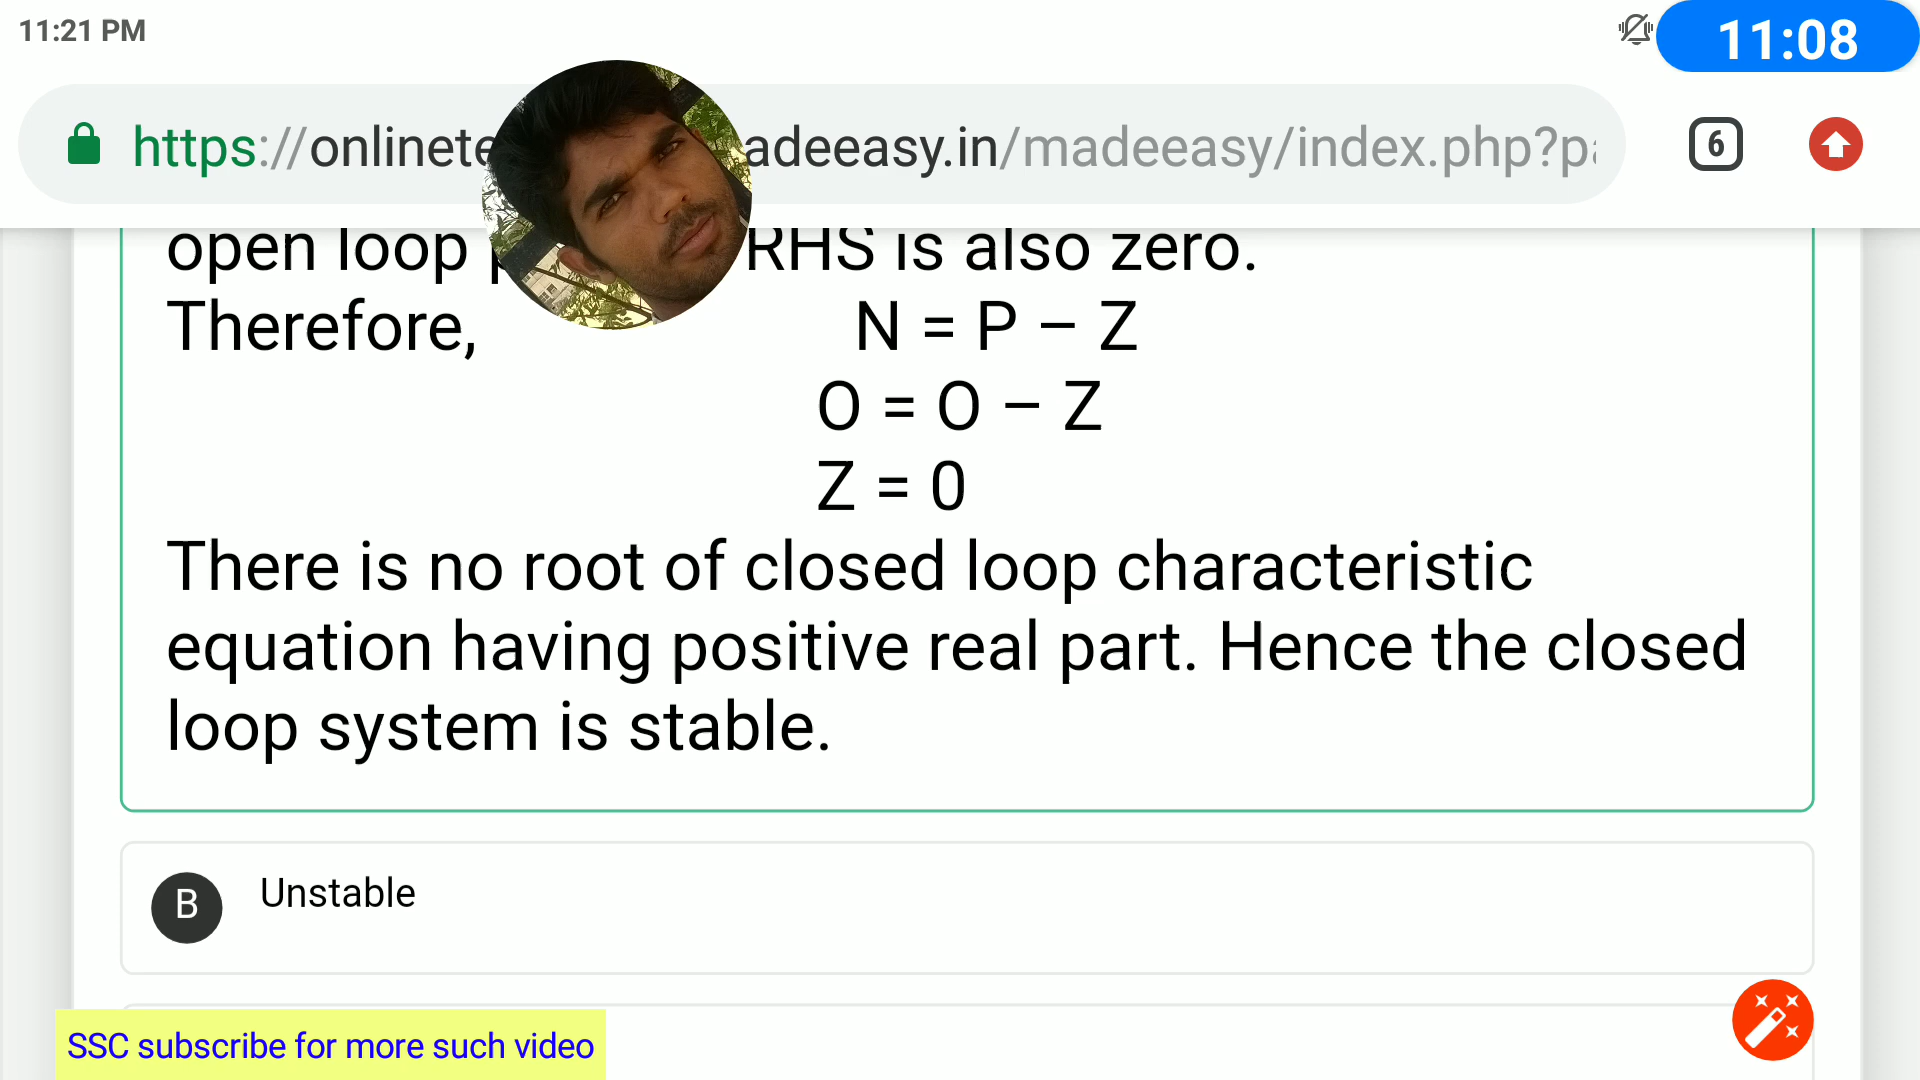 11:21 PM
11:08
https://onlinete adeeasy.in/madeeasy/index.php?pa
6
open loop RHS is also zero.
Therefore, N = P – Z
O = O – Z
Z = 0
There is no root of closed loop characteristic
equation having positive real part. Hence the closed
loop system is stable.
B Unstable
SSC subscribe for more such video